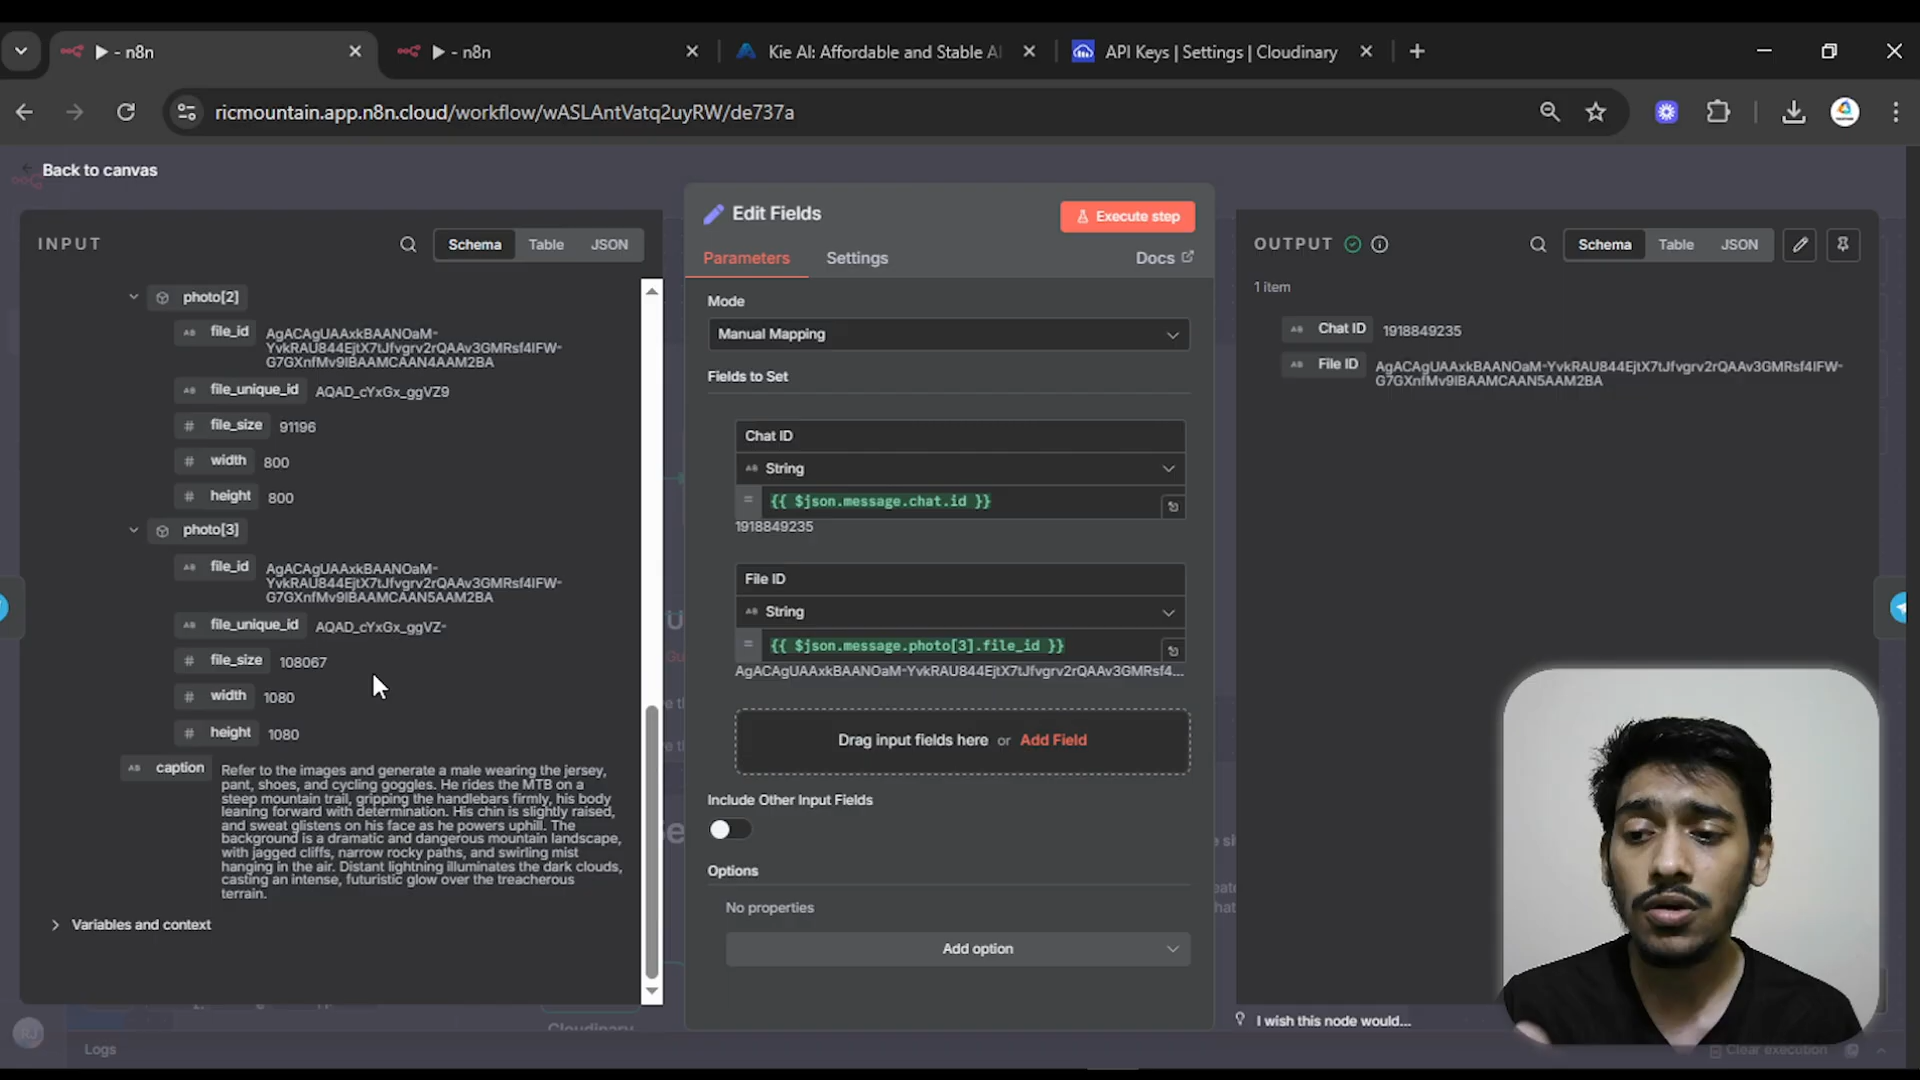 - n8n
- n8n
Kie AI: Affordable and Stable AI
API Keys | Settings | Cloudinary
ricmountain.app.n8n.cloud/workflow/wASLAntVatq2uyRW/de737a
Back to canvas
INPUT
Schema
Table
JSON
photo[2]
file_id
AgACAgUAAxkBAANOaM-
YvkRAU844EjtX7tJfvgrv2rQAAv3GMRsf4IFW-
G7GXnfMv9IBAAMCAAN4AAM2BA
file_unique_id
AQAD_cYxGx_ggVZ9
file_size
91196
width
800
height
800
photo[3]
file_id
AgACAgUAAxkBAANOaM-
YvkRAU844EjtX7tJfvgrv2rQAAv3GMRsf4IFW-
G7GXnfMv9IBAAMCAAN5AAM2BA
file_unique_id
AQAD_cYxGx_ggVZ-
file_size
108067
width
1080
height
1080
caption
Refer to the images and generate a male wearing the jersey,
pant, shoes, and cycling goggles. He rides the MTB on a
steep mountain trail, gripping the handlebars firmly, his body
leaning forward with determination. His chin is slightly raised,
and sweat glistens on his face as he powers uphill. The
background is a dramatic and dangerous mountain landscape,
with jagged cliffs, narrow rocky paths, and swirling mist
hanging in the air. Distant lightning illuminates the dark clouds,
casting an intense, futuristic glow over the treacherous
terrain.
Variables and context
Edit Fields
Execute step
Parameters
Settings
Docs
Mode
Manual Mapping
Fields to Set
Chat ID
String
{{ $json.message.chat.id }}
1918849235
File ID
String
{{ $json.message.photo[3].file_id }}
AgACAgUAAxkBAANOaM-YvkRAU844EjtX7tJfvgrv2rQAAv3GMRsf4...
Drag input fields here or Add Field
Include Other Input Fields
Options
No properties
Add option
OUTPUT
Schema
Table
JSON
1 item
Chat ID
1918849235
File ID
AgACAgUAAxkBAANOaM-YvkRAU844EjtX7tJfvgrv2rQAAv3GMRsf4IFW-
G7GXnfMv9IBAAMCAAN5AAM2BA
I wish this node would...
RJ
Logs
Cloudinary
Clear execution